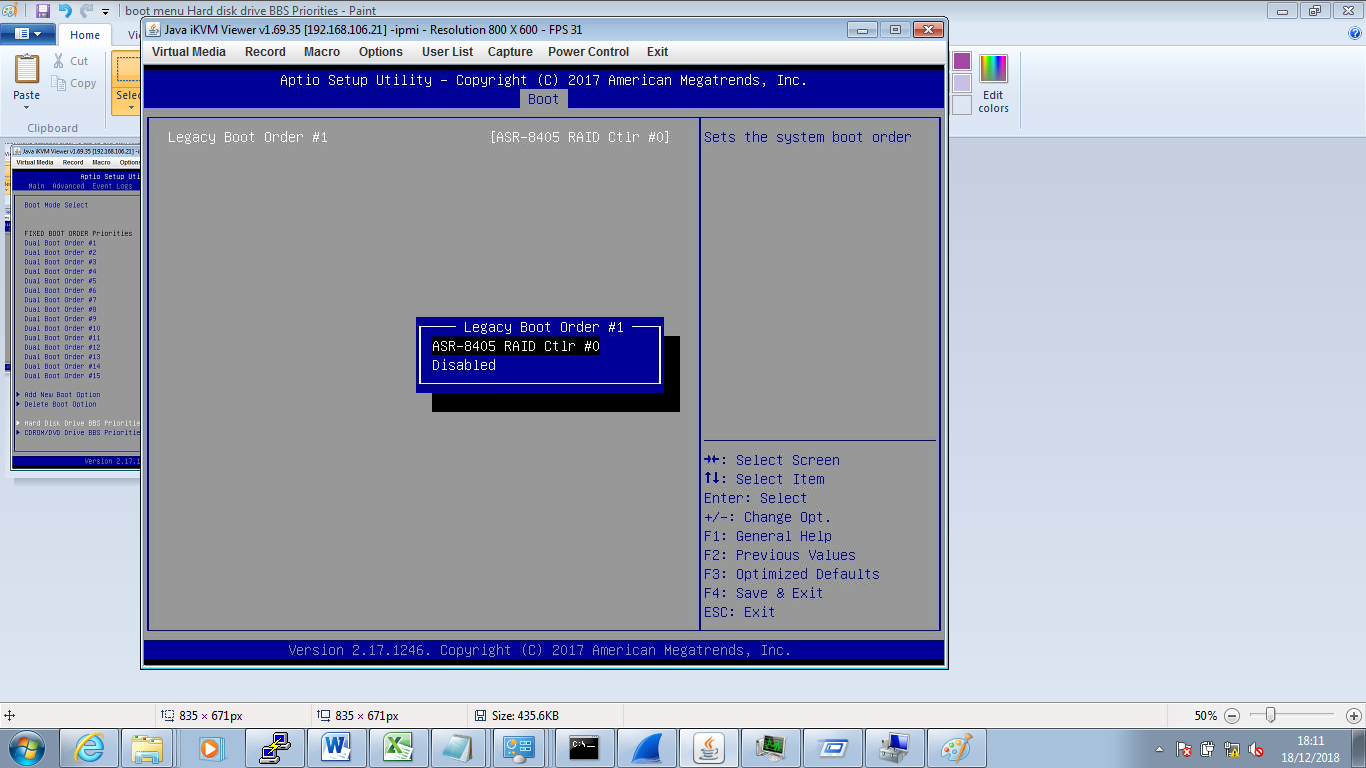 boot menu Hard disk drive BBS Priorities - Paint
Home
Vi
Paste
Cut
Copy
Selec
Clipboard
Edit
colors
Java iKVM Viewer v1.69.35 [192.168.106.21] -ipmi - Resolution 800 X 600 - FPS 31
Virtual Media Record Macro Options User List Capture Power Control Exit
Aptio Setup Utility – Copyright (C) 2017 American Megatrends, Inc.
Boot
Legacy Boot Order #1 [ASR-8405 RAID Ctlr #0]
Sets the system boot order
Legacy Boot Order #1
ASR-8405 RAID Ctlr #0
Disabled
→←: Select Screen
↑↓: Select Item
Enter: Select
+/-: Change Opt.
F1: General Help
F2: Previous Values
F3: Optimized Defaults
F4: Save & Exit
ESC: Exit
Version 2.17.1246. Copyright (C) 2017 American Megatrends, Inc.
Java iKVM Viewer v1.69.35 [192.168.106.21] -i
Virtual Media Record Macro Options
Aptio Setup Uti
Main Advanced Event Logs
Boot Mode Select
FIXED BOOT ORDER Priorities
Dual Boot Order #1
Dual Boot Order #2
Dual Boot Order #3
Dual Boot Order #4
Dual Boot Order #5
Dual Boot Order #6
Dual Boot Order #7
Dual Boot Order #8
Dual Boot Order #9
Dual Boot Order #10
Dual Boot Order #11
Dual Boot Order #12
Dual Boot Order #13
Dual Boot Order #14
Dual Boot Order #15
Add New Boot Option
Delete Boot Option
Hard Disk Drive BBS Priorities
CDROM/DVD Drive BBS Prioritie
Version 2.17.1
835 × 671px
835 × 671px
Size: 435.6KB
50%
18:11
18/12/2018